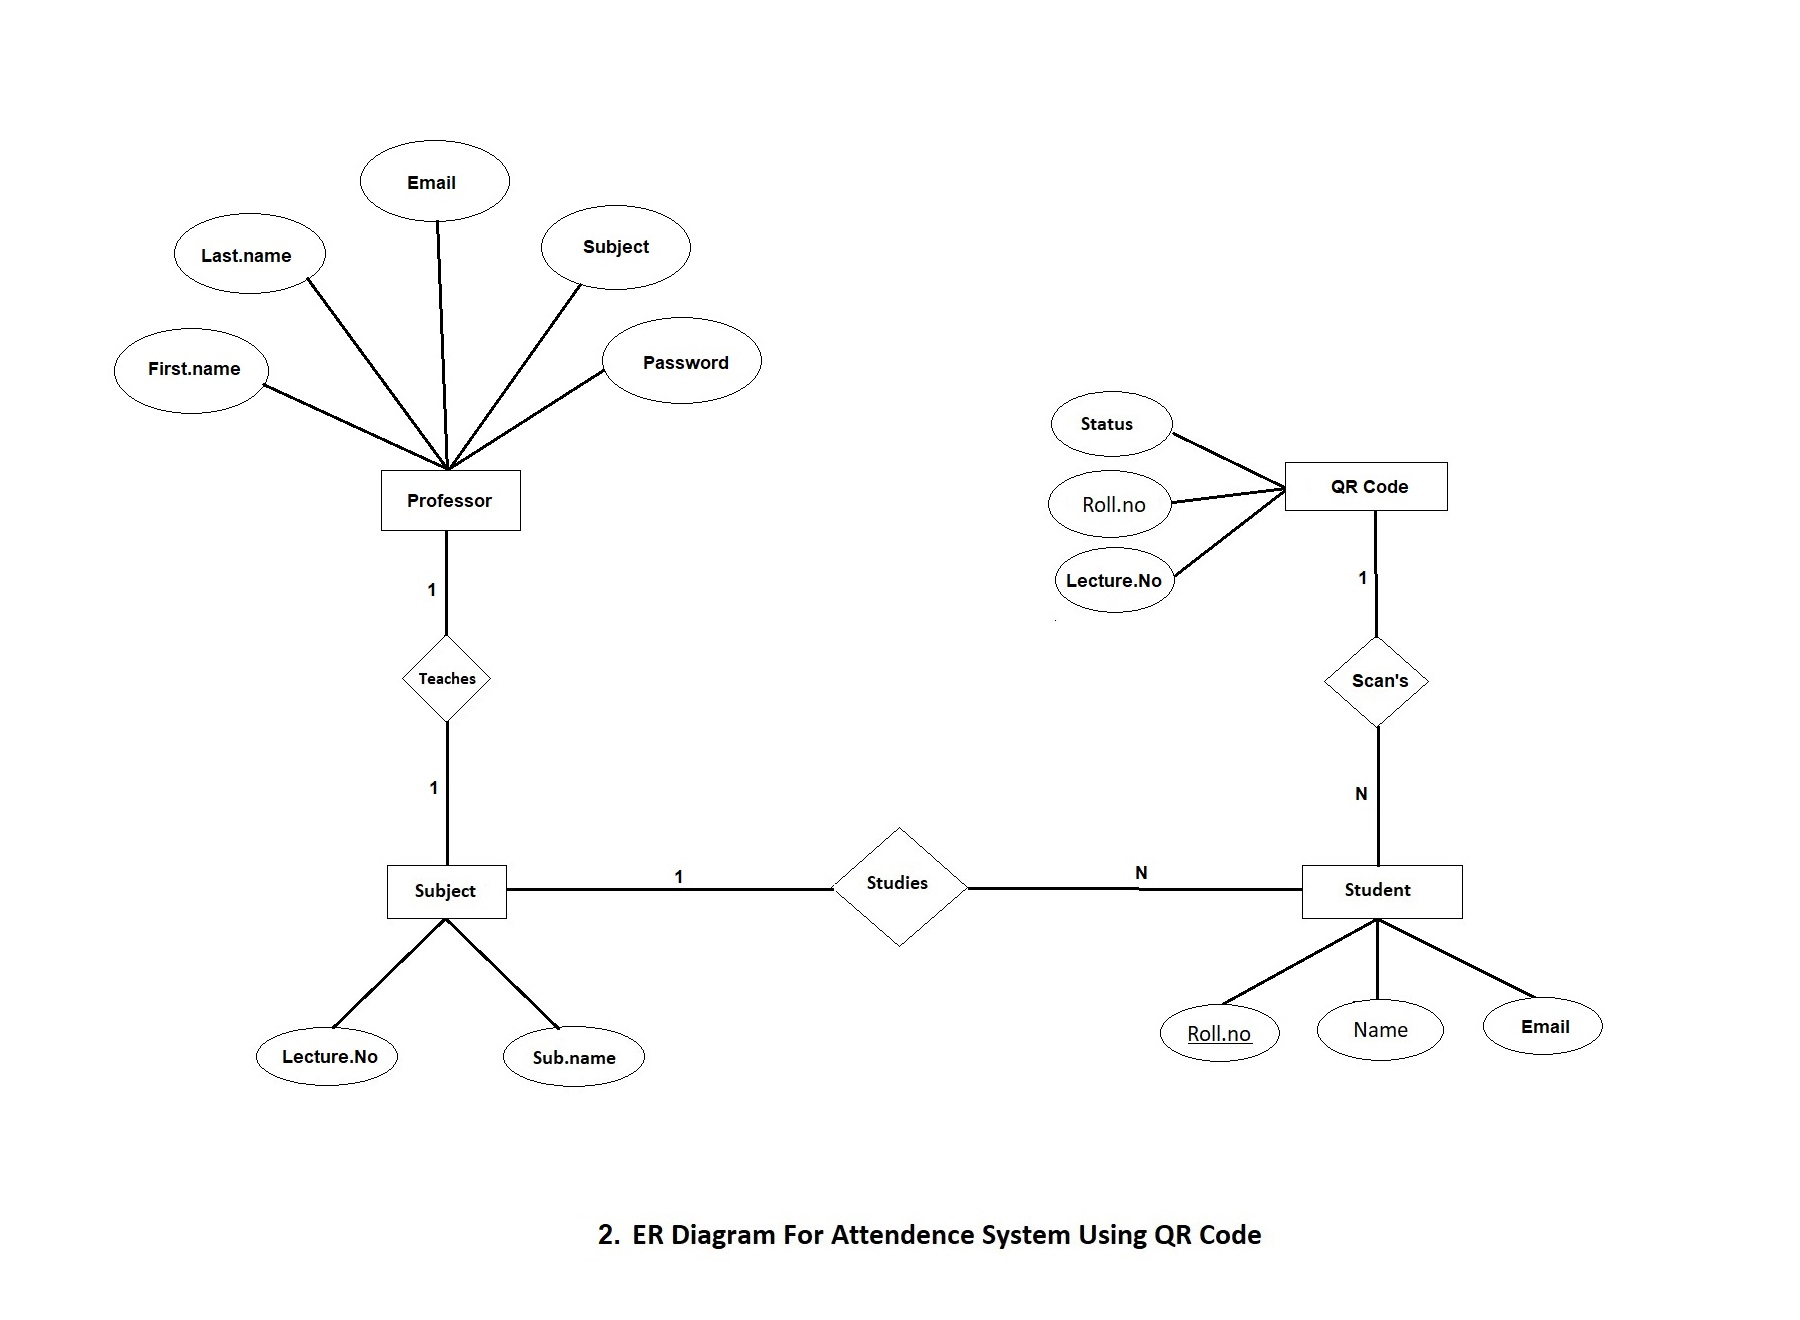 Email
Last.name
Subject
First.name
Password
Professor
1
Teaches
1
Status
QR Code
Roll.no
Lecture.No
1
Scan's
N
Subject
1
Studies
N
Student
Lecture.No
Sub.name
Roll.no
Name
Email
2. ER Diagram For Attendence System Using QR Code